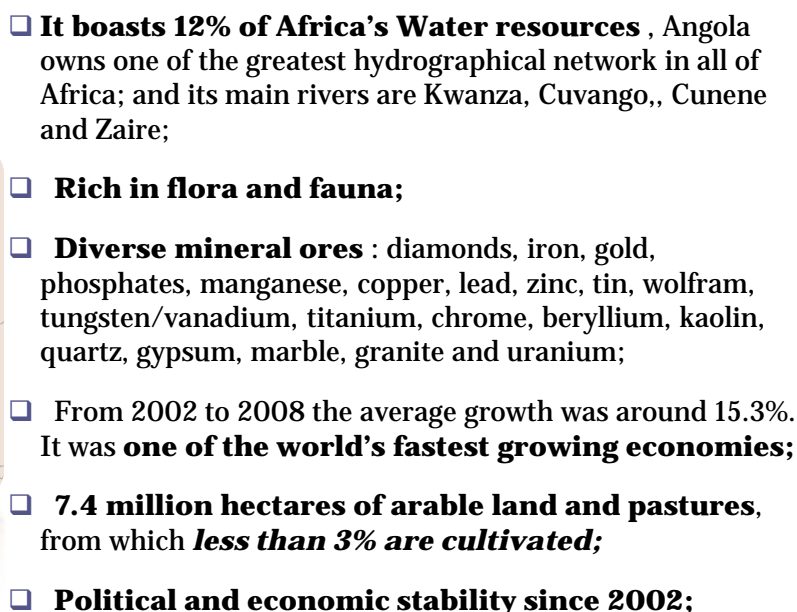 ❑ It boasts 12% of Africa's Water resources , Angola
owns one of the greatest hydrographical network in all of
Africa; and its main rivers are Kwanza, Cuvango,, Cunene
and Zaire;
❑ Rich in flora and fauna;
❑ Diverse mineral ores : diamonds, iron, gold,
phosphates, manganese, copper, lead, zinc, tin, wolfram,
tungsten/vanadium, titanium, chrome, beryllium, kaolin,
quartz, gypsum, marble, granite and uranium;
❑ From 2002 to 2008 the average growth was around 15.3%.
It was one of the world's fastest growing economies;
❑ 7.4 million hectares of arable land and pastures,
from which less than 3% are cultivated;
❑ Political and economic stability since 2002;